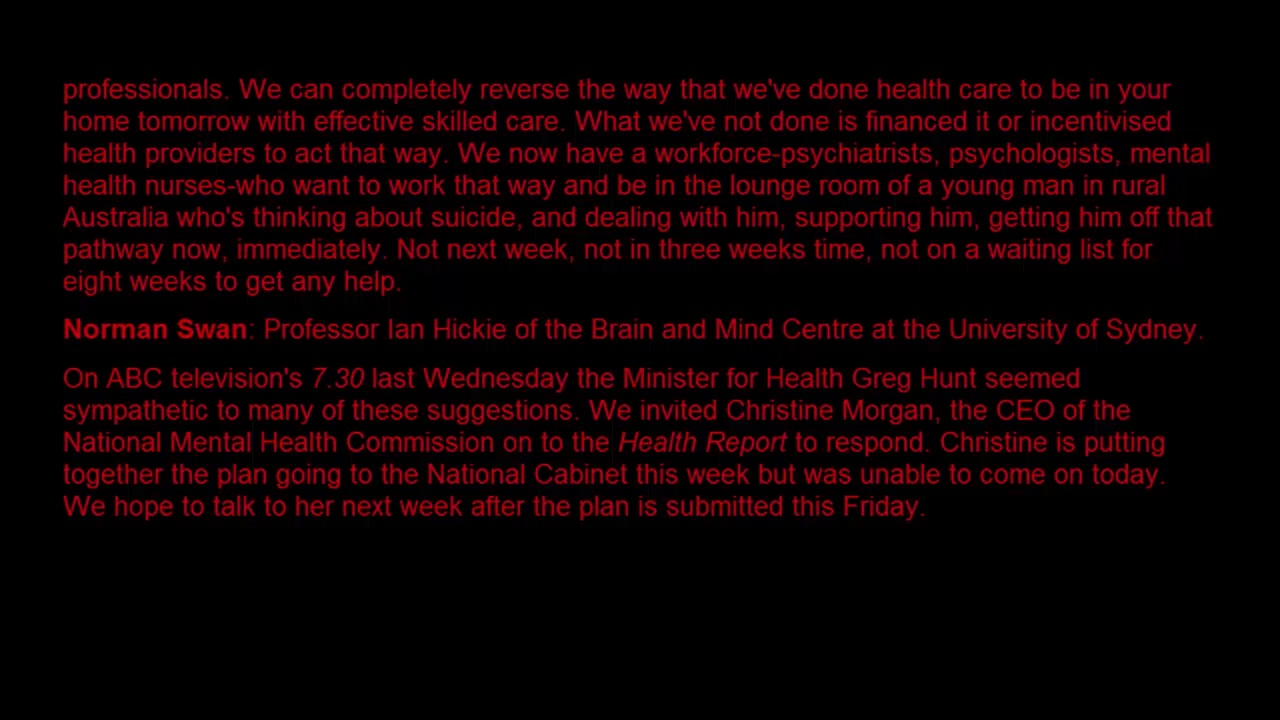 professionals. We can completely reverse the way that we've done health care to be in your
home tomorrow with effective skilled care. What we've not done is financed it or incentivised
health providers to act that way. We now have a workforce-psychiatrists, psychologists, mental
health nurses-who want to work that way and be in the lounge room of a young man in rural
Australia who's thinking about suicide, and dealing with him, supporting him, getting him off that
pathway now, immediately. Not next week, not in three weeks time, not on a waiting list for
eight weeks to get any help.
Norman Swan: Professor Ian Hickie of the Brain and Mind Centre at the University of Sydney.
On ABC television's 7.30 last Wednesday the Minister for Health Greg Hunt seemed
sympathetic to many of these suggestions. We invited Christine Morgan, the CEO of the
National Mental Health Commission on to the Health Report to respond. Christine is putting
together the plan going to the National Cabinet this week but was unable to come on today.
We hope to talk to her next week after the plan is submitted this Friday.